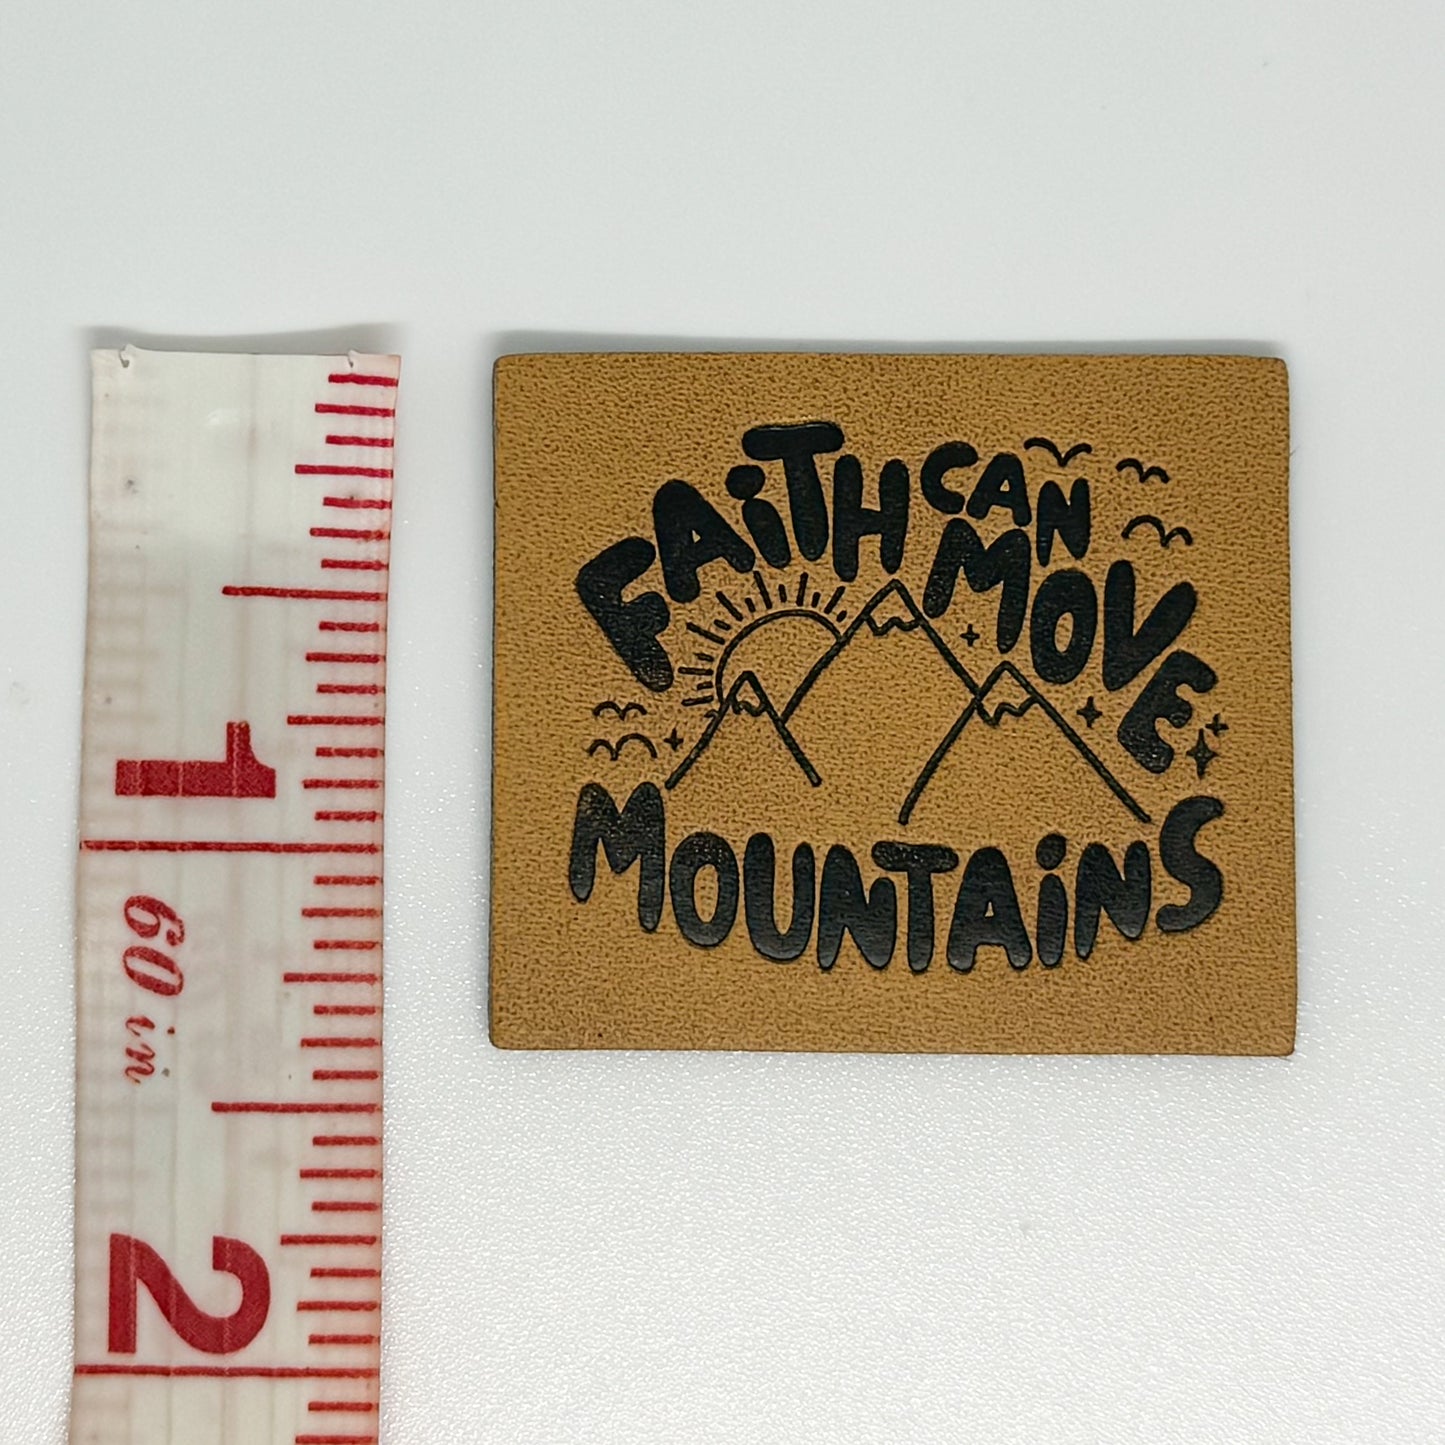 1
60 in
2
FAiTH CAN
MOVE
MOUNTAiNS